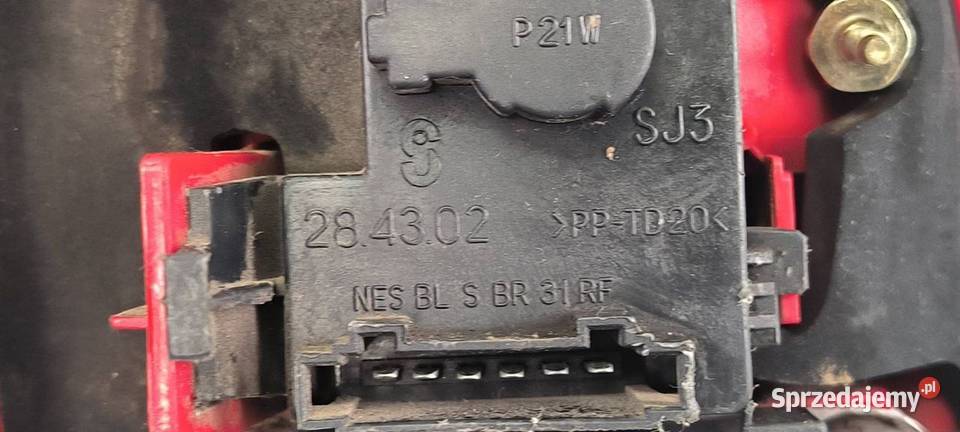 P21W
SJ3
S
28.43.02
>PP-TD20<
NES BL S BR 31 RF
Sprzedajemy.pl